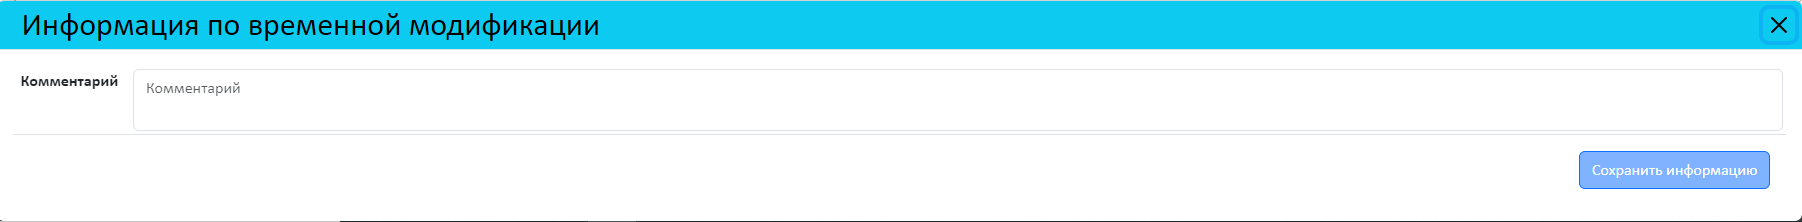 Информация по временной модификации
Комментарий
Комментарий
Сохранить информацию